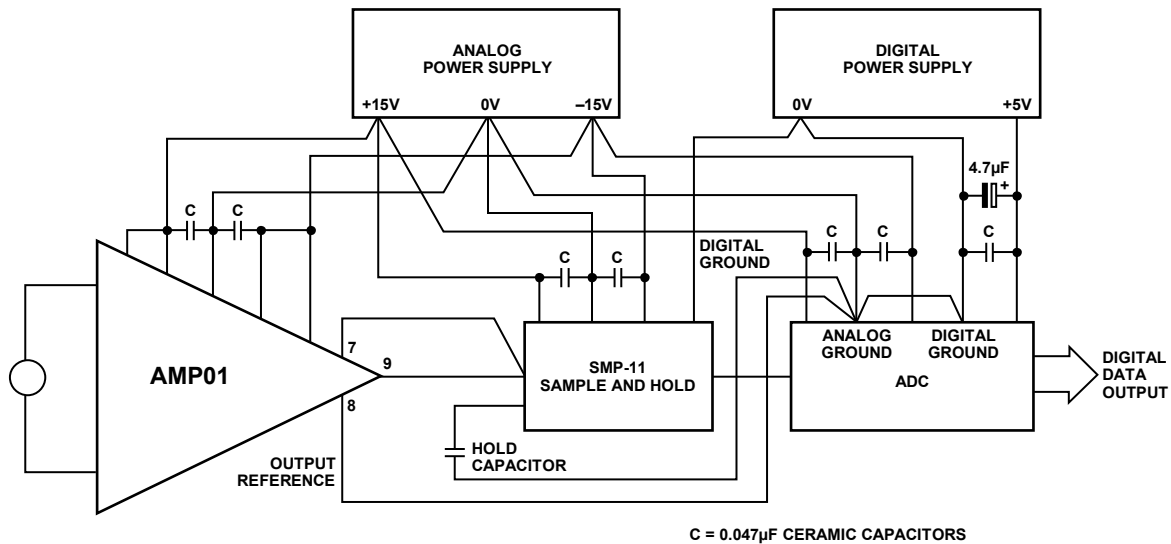 ANALOG
POWER SUPPLY
+15V 0V –15V
DIGITAL
POWER SUPPLY
0V +5V
4.7µF
+
C C
C C
C C
C
DIGITAL
GROUND
AMP01
7
9
8
SMP-11
SAMPLE AND HOLD
ANALOG
GROUND
DIGITAL
GROUND
ADC
DIGITAL
DATA
OUTPUT
HOLD
CAPACITOR
OUTPUT
REFERENCE
C = 0.047µF CERAMIC CAPACITORS